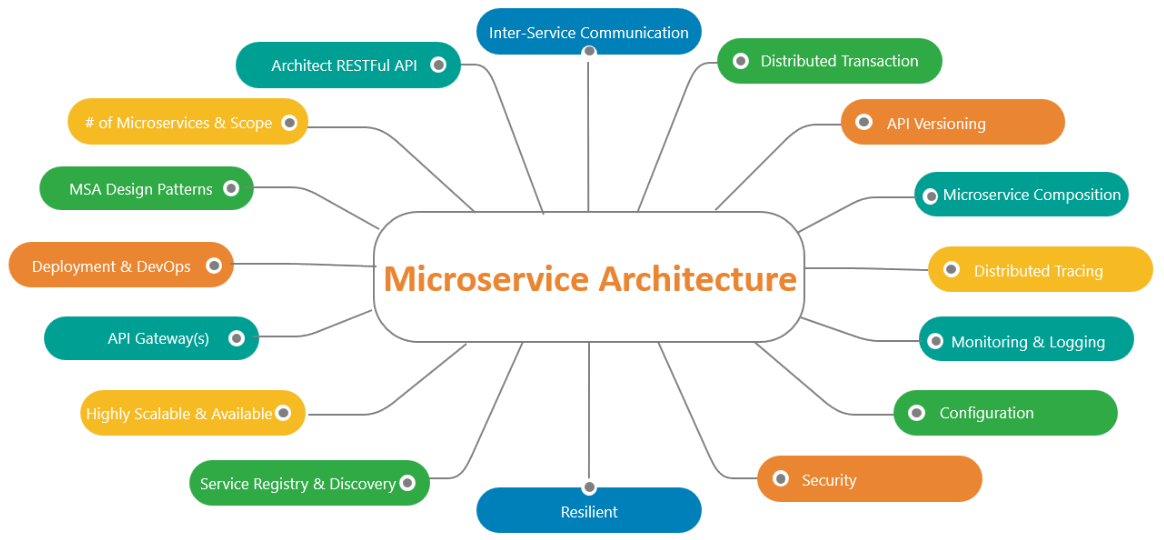 Inter-Service Communication
Architect RESTFul API
Distributed Transaction
# of Microservices & Scope
API Versioning
MSA Design Patterns
Microservice Composition
Deployment & DevOps
Microservice Architecture
Distributed Tracing
API Gateway(s)
Monitoring & Logging
Highly Scalable & Available
Configuration
Service Registry & Discovery
Security
Resilient